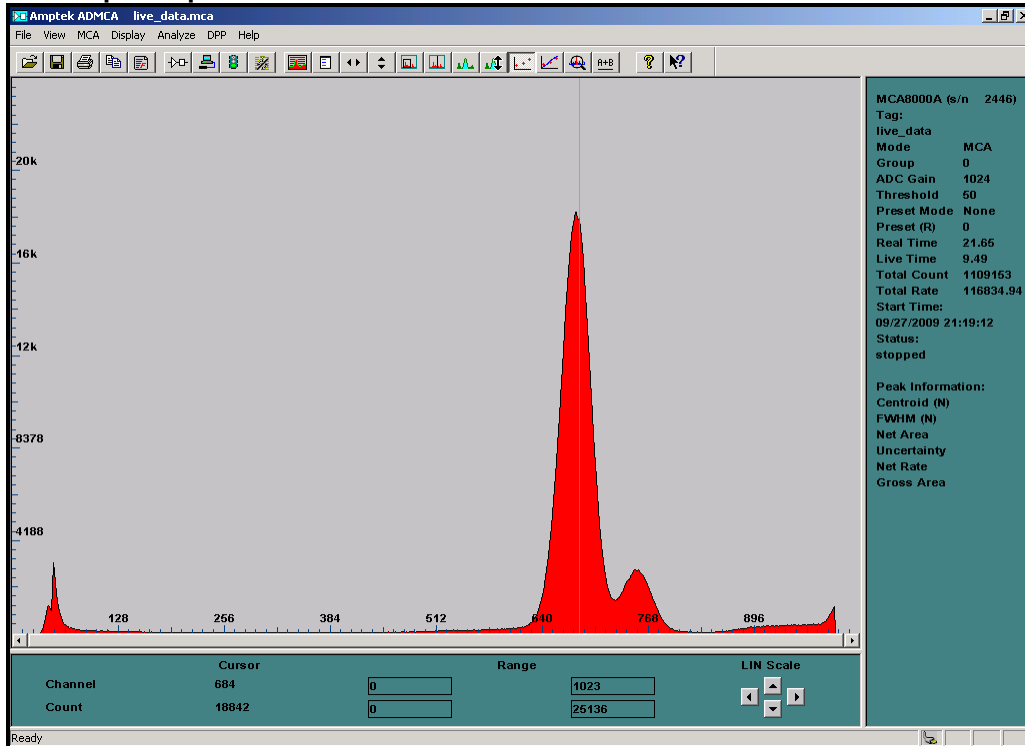 Amptek ADMCA live_data.mca
File View MCA Display Analyze DPP Help
A+B
20k
16k
12k
8378
4188
128 256 384 512 640 768 896
MCA8000A (s/n 2446)
Tag:
live_data
Mode MCA
Group 0
ADC Gain 1024
Threshold 50
Preset Mode None
Preset (R) 0
Real Time 21.65
Live Time 9.49
Total Count 1109153
Total Rate 116834.94
Start Time:
09/27/2009 21:19:12
Status:
stopped
Peak Information:
Centroid (N)
FWHM (N)
Net Area
Uncertainty
Net Rate
Gross Area
Cursor Range LIN Scale
Channel 684 0 1023
Count 18842 0 25136
Ready